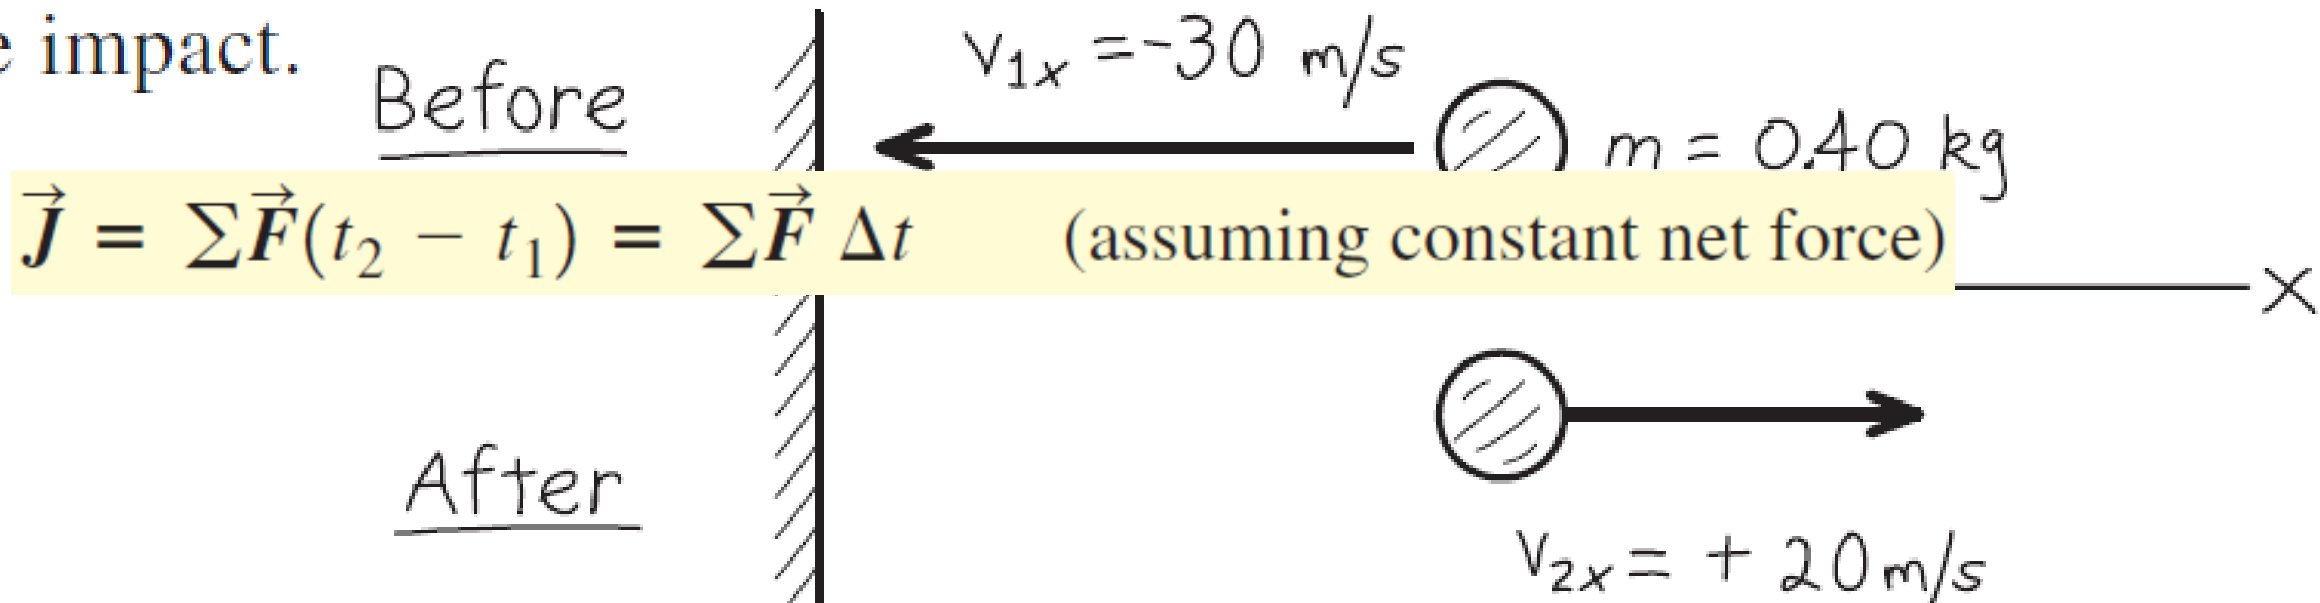 e impact.
Before
v₁ₓ = -30 m/s
m = 0.40 kg
J⃗ = ΣF⃗(t₂ − t₁) = ΣF⃗ Δt (assuming constant net force)
x
After
v₂ₓ = + 20 m/s